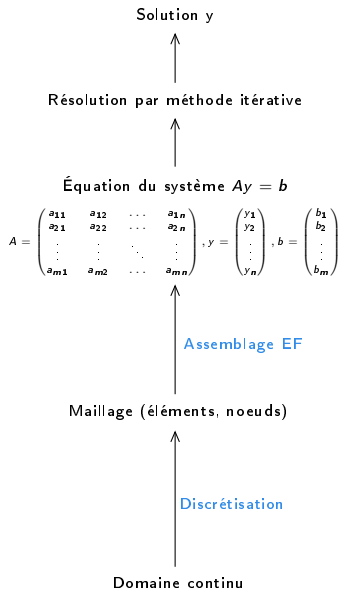 Solution y
Résolution par méthode itérative
Équation du système Ay = b
a11 a12 ... a1n y1 b1
a21 a22 ... a2n y2 b2
A = . . . . , y = . , b = .
am1 am2 ... amn yn bm
Assemblage EF
Maillage (éléments, noeuds)
Discrétisation
Domaine continu